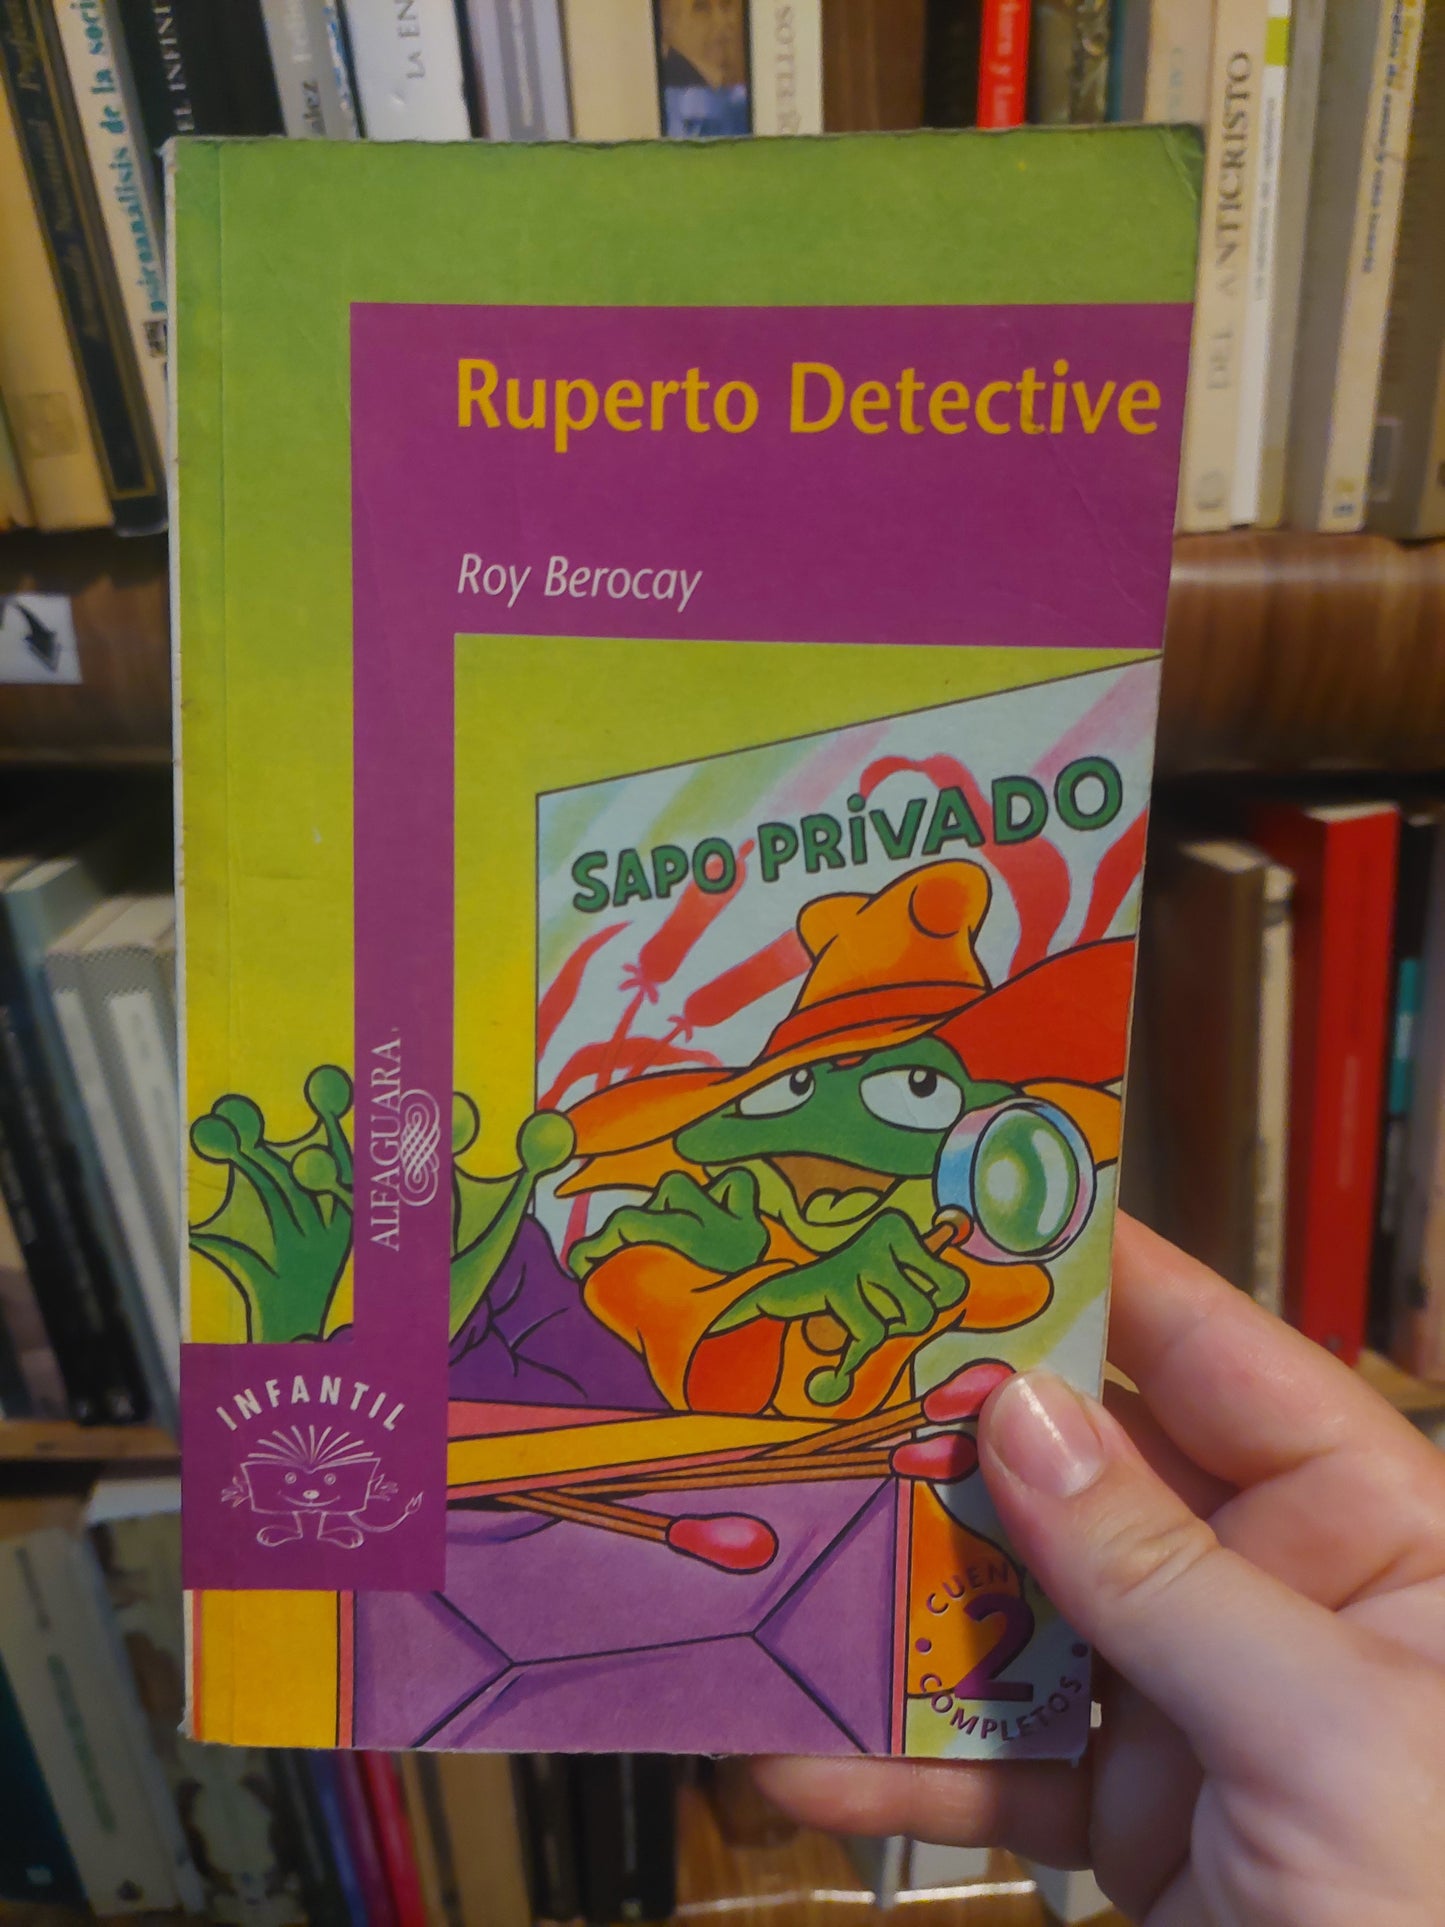 psicoanálisis de la soci
EL INFINI
LA EN
QUELLOS
DEL ANTICRISTO
Ruperto Detective
Roy Berocay
SAPO PRIVADO
ALFAGUARA
INFANTIL
2
COMPLETOS